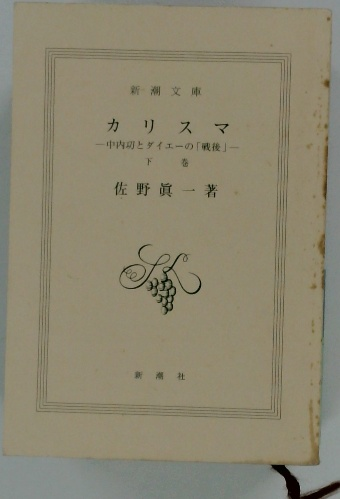 新潮文庫
カリスマ
—中内㓛とダイエーの「戦後」—
下巻
佐野眞一著
新潮社